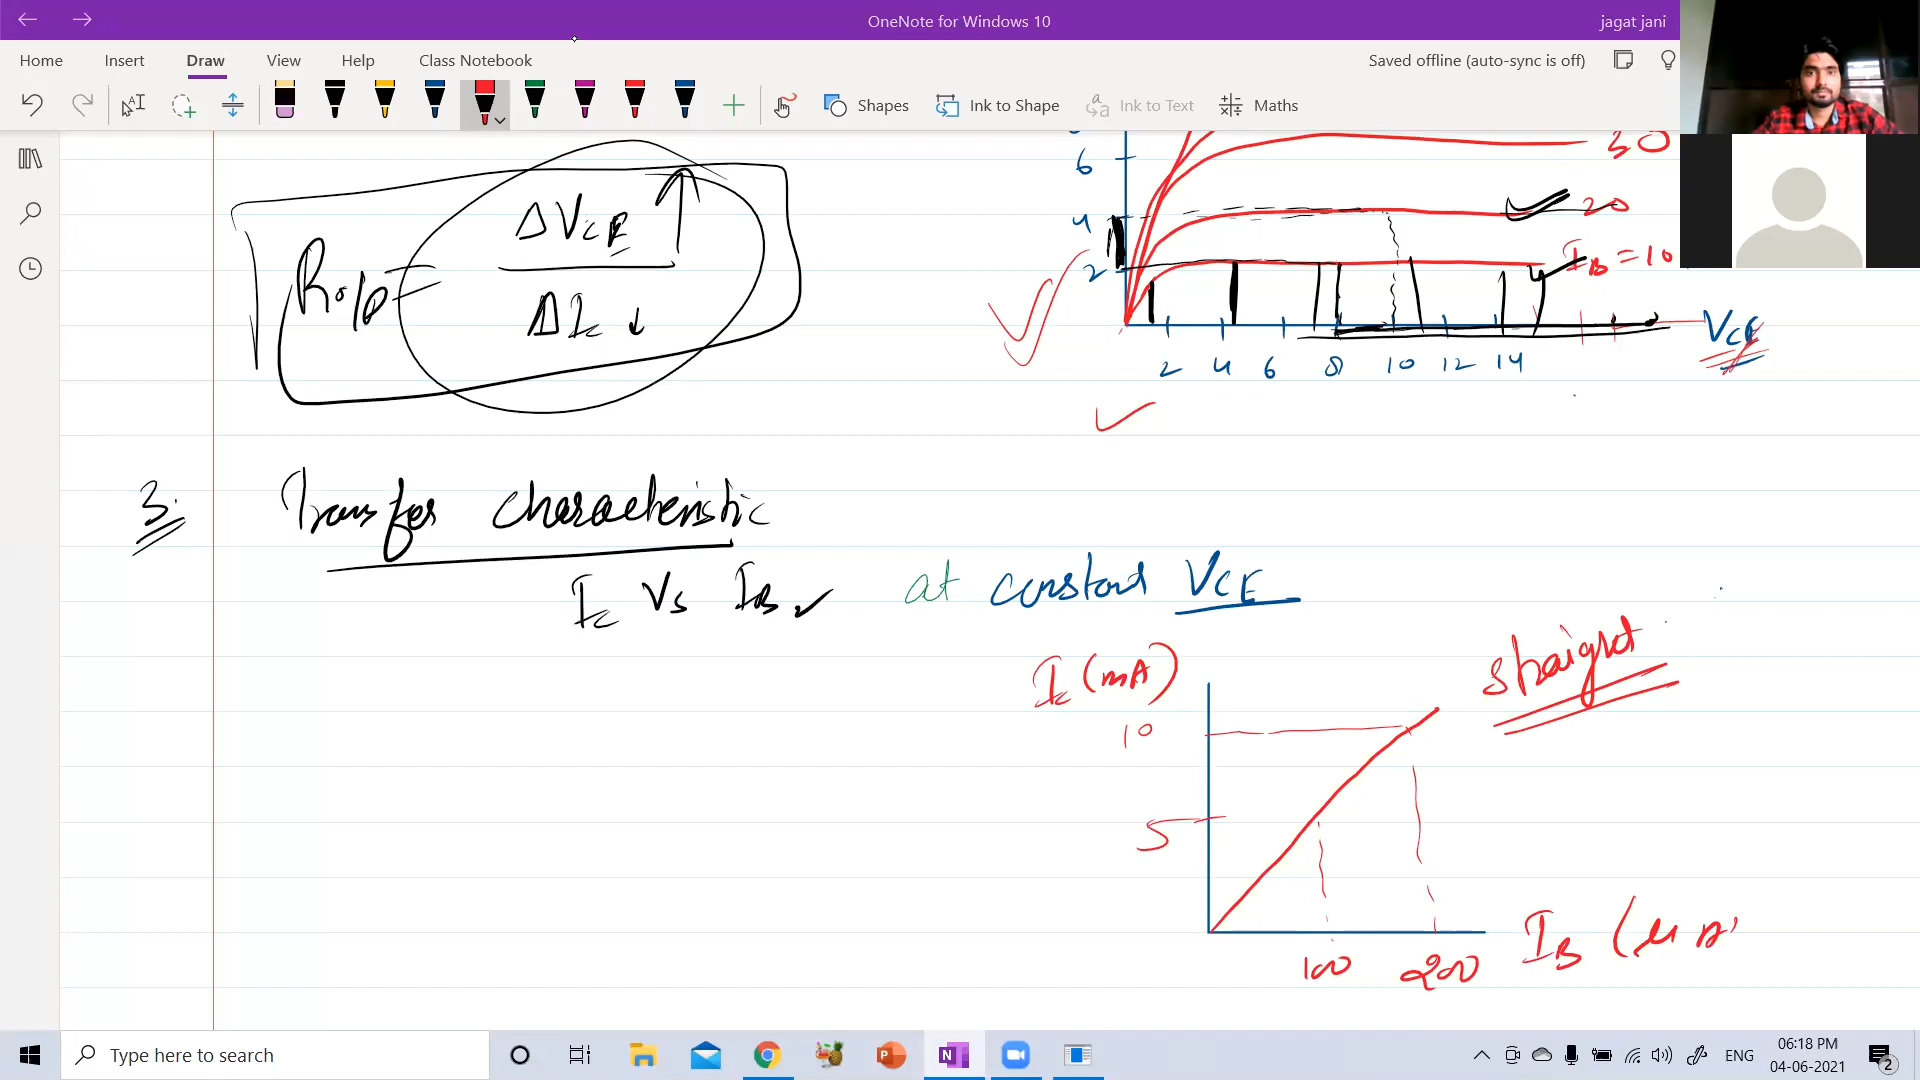 OneNote for Windows 10
jagat jani
Home Insert Draw View Help Class Notebook
Saved offline (auto-sync is off)
Shapes Ink to Shape Ink to Text Maths
Ro/p = ΔVCE ↑
ΔIC ↓
6
4
2
30
20
IB = 10
VCE
2 4 6 8 10 12 14
3. Transfer characteristic
IC Vs IB ✓ at constant VCE
IC (mA)
straight
10
5
100 200
IB (μA)
Type here to search
ENG
06:18 PM
04-06-2021
2